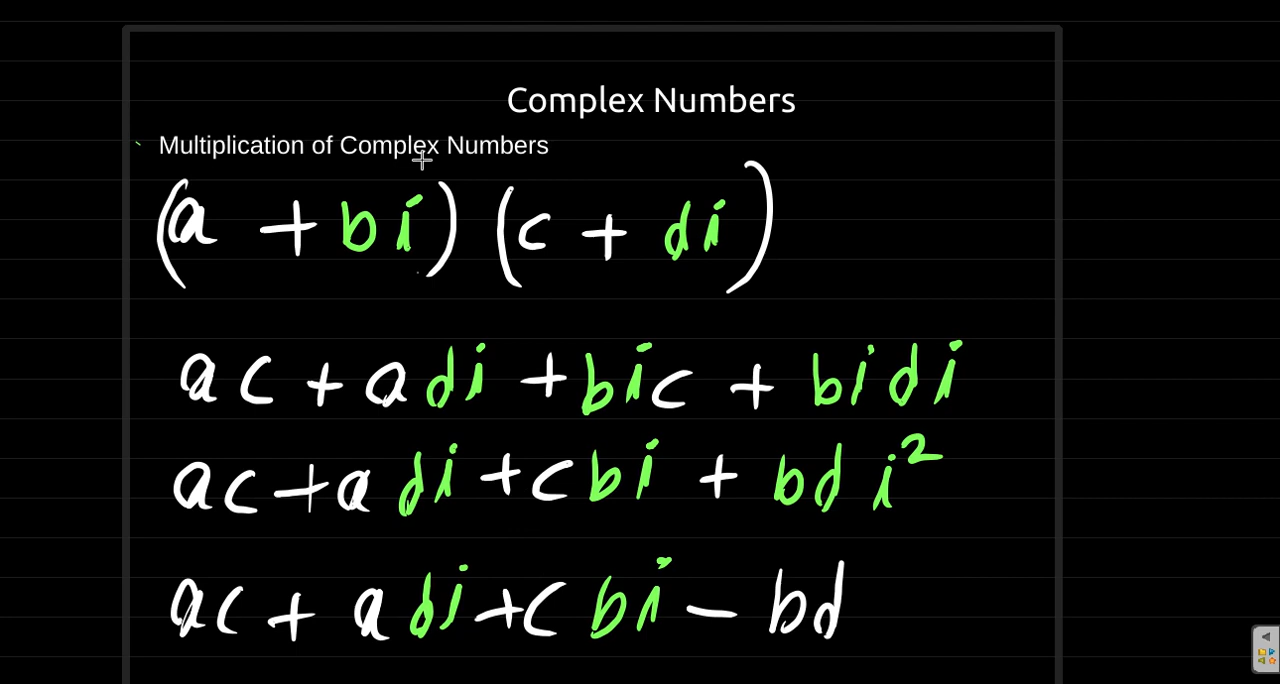 Complex Numbers
Multiplication of Complex Numbers
(a + bi) (c + di)
ac + adi + bic + bidi
ac + adi + cbi + bdi²
ac + adi + cbi - bd